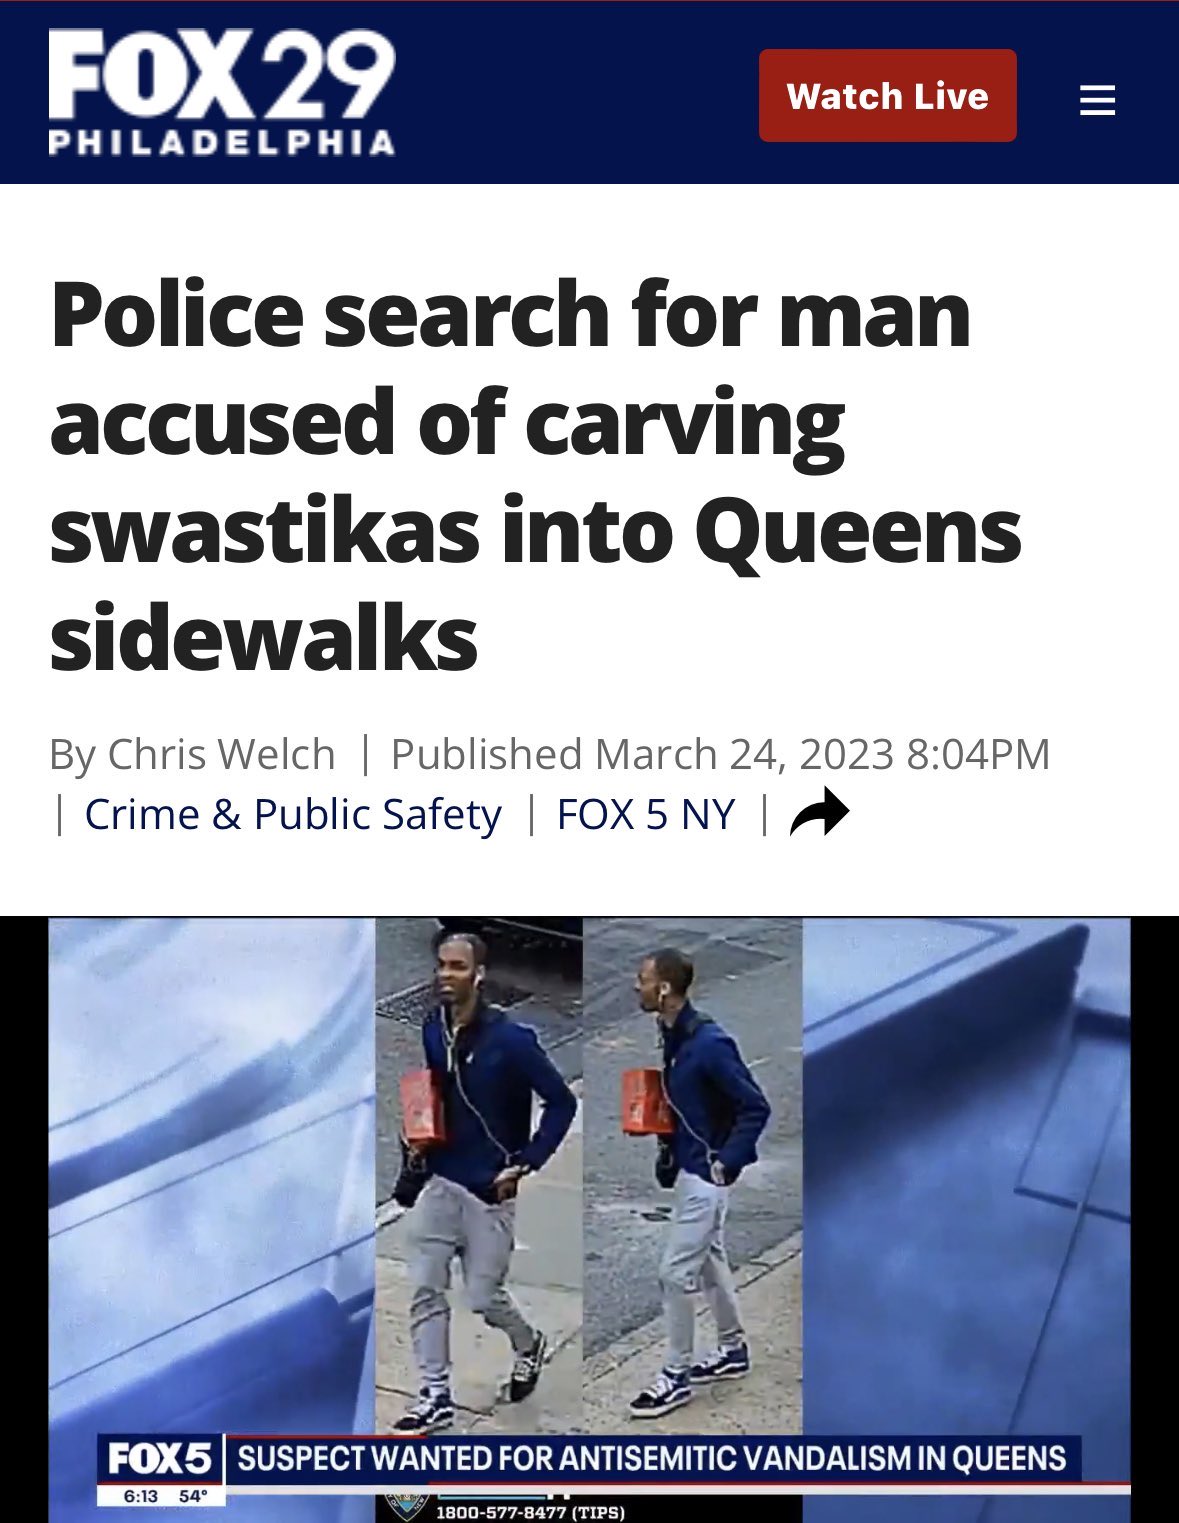 FOX 29
PHILADELPHIA
Watch Live
Police search for man
accused of carving
swastikas into Queens
sidewalks
By Chris Welch | Published March 24, 2023 8:04PM
| Crime & Public Safety | FOX 5 NY |
FOX 5
SUSPECT WANTED FOR ANTISEMITIC VANDALISM IN QUEENS
6:13 54°
1800-577-8477 (TIPS)